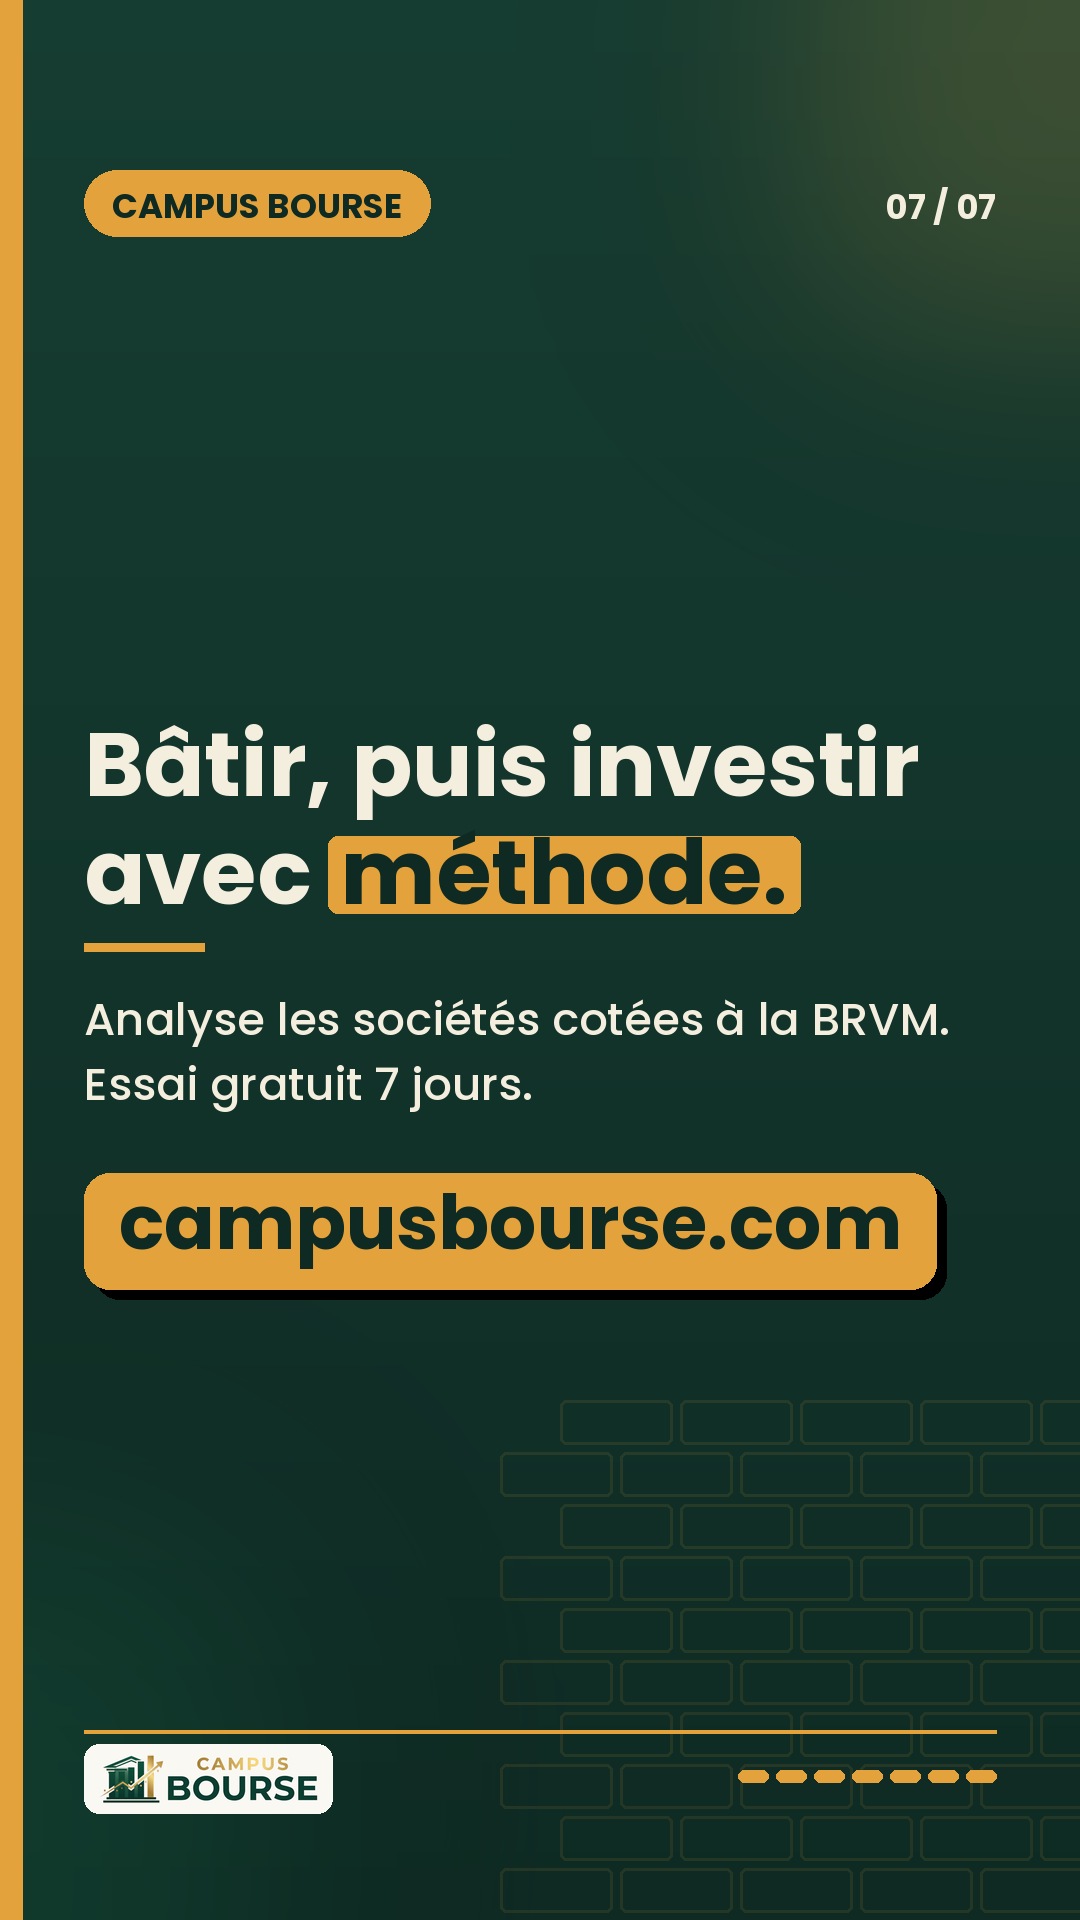 CAMPUS BOURSE
07 / 07
Bâtir, puis investir
avec méthode.
Analyse les sociétés cotées à la BRVM.
Essai gratuit 7 jours.
campusbourse.com
CAMPUS
BOURSE